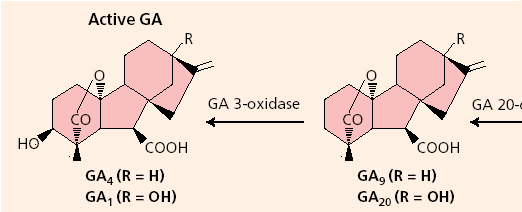 Active GA
R
O
CO
HO
COOH
GA4 (R = H)
GA1 (R = OH)
GA 3-oxidase
R
O
CO
COOH
GA9 (R = H)
GA20 (R = OH)
GA 20-